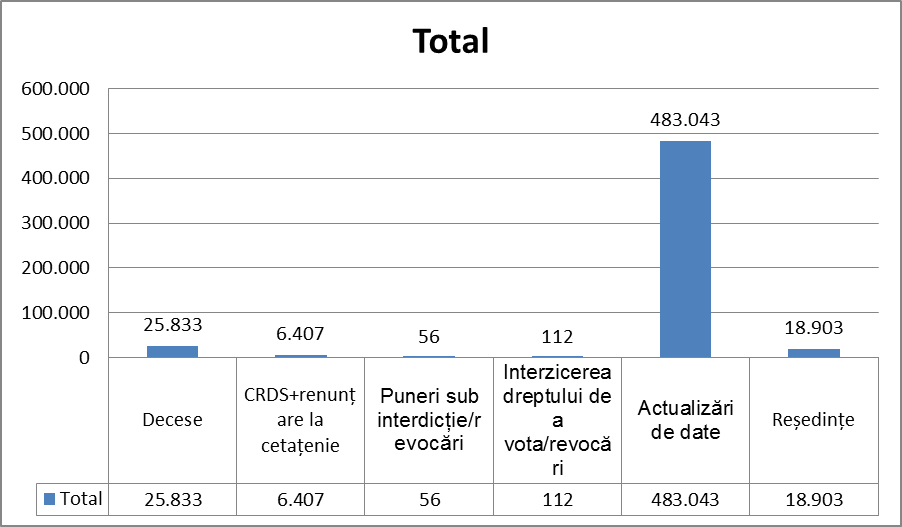 Total
600.000
500.000
400.000
300.000
200.000
100.000
0
25.833
6.407
56
112
483.043
18.903
Decese
CRDS+renunț
are la
cetațenie
Puneri sub
interdicție/r
evocări
Interzicerea
dreptului de
a
vota/revocă
ri
Actualizări
de date
Reședințe
Total 25.833 6.407 56 112 483.043 18.903